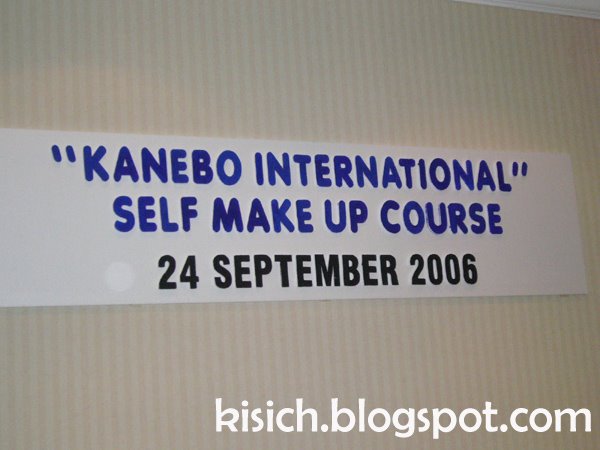 "KANEBO INTERNATIONAL"
SELF MAKE UP COURSE
24 SEPTEMBER 2006
kisich.blogspot.com